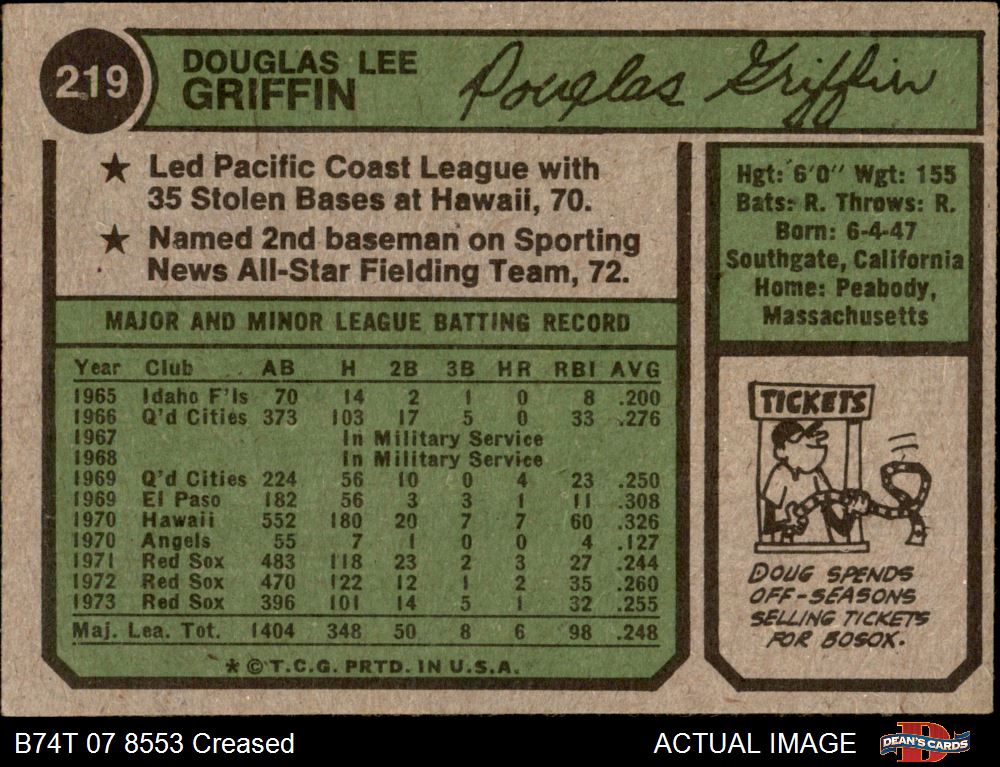 219
DOUGLAS LEE
GRIFFIN
Douglas Griffin
★ Led Pacific Coast League with
35 Stolen Bases at Hawaii, 70.
★ Named 2nd baseman on Sporting
News All-Star Fielding Team, 72.
MAJOR AND MINOR LEAGUE BATTING RECORD
Year Club AB H 2B 3B HR RBI AVG
1965 Idaho F'ls 70 14 2 1 0 8 .200
1966 Q'd Cities 373 103 17 5 0 33 .276
1967 In Military Service
1968 In Military Service
1969 Q'd Cities 224 56 10 0 4 23 .250
1969 El Paso 182 56 3 3 1 11 .308
1970 Hawaii 552 180 20 7 7 60 .326
1970 Angels 55 7 1 0 0 4 .127
1971 Red Sox 483 118 23 2 3 27 .244
1972 Red Sox 470 122 12 1 2 35 .260
1973 Red Sox 396 101 14 5 1 32 .255
Maj. Lea. Tot. 1404 348 50 8 6 98 .248
* © T.C.G. PRTD. IN U.S.A.
Hgt: 6'0" Wgt: 155
Bats: R. Throws: R.
Born: 6-4-47
Southgate, California
Home: Peabody,
Massachusetts
TICKETS
DOUG SPENDS
OFF-SEASONS
SELLING TICKETS
FOR BOSOX.
B74T 07 8553 Creased
ACTUAL IMAGE
DEAN'S CARDS